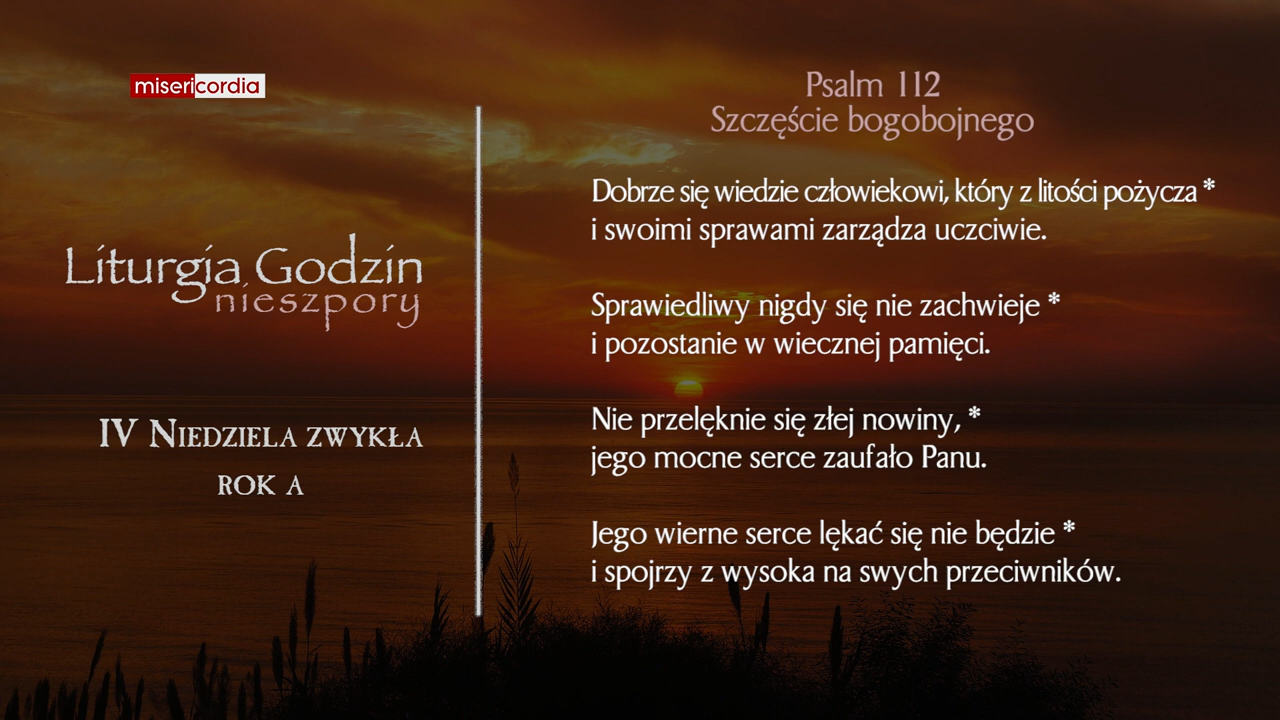 misericordia
Liturgia Godzin
nieszpory
IV Niedziela zwykła
rok A
Psalm 112
Szczęście bogobojnego
Dobrze się wiedzie człowiekowi, który z litości pożycza *
i swoimi sprawami zarządza uczciwie.
Sprawiedliwy nigdy się nie zachwieje *
i pozostanie w wiecznej pamięci.
Nie przelęknie się złej nowiny, *
jego mocne serce zaufało Panu.
Jego wierne serce lękać się nie będzie *
i spojrzy z wysoka na swych przeciwników.